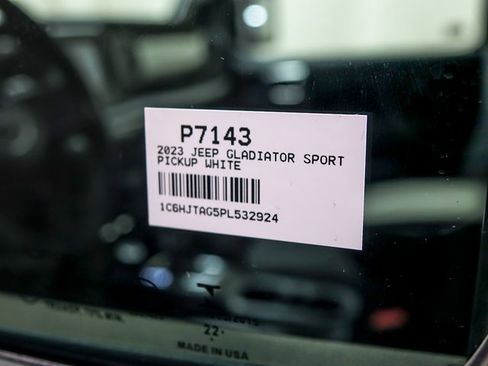 P7143
2023 JEEP GLADIATOR SPORT
PICKUP WHITE
1C6HJTAG5PL532924
22
MADE IN USA